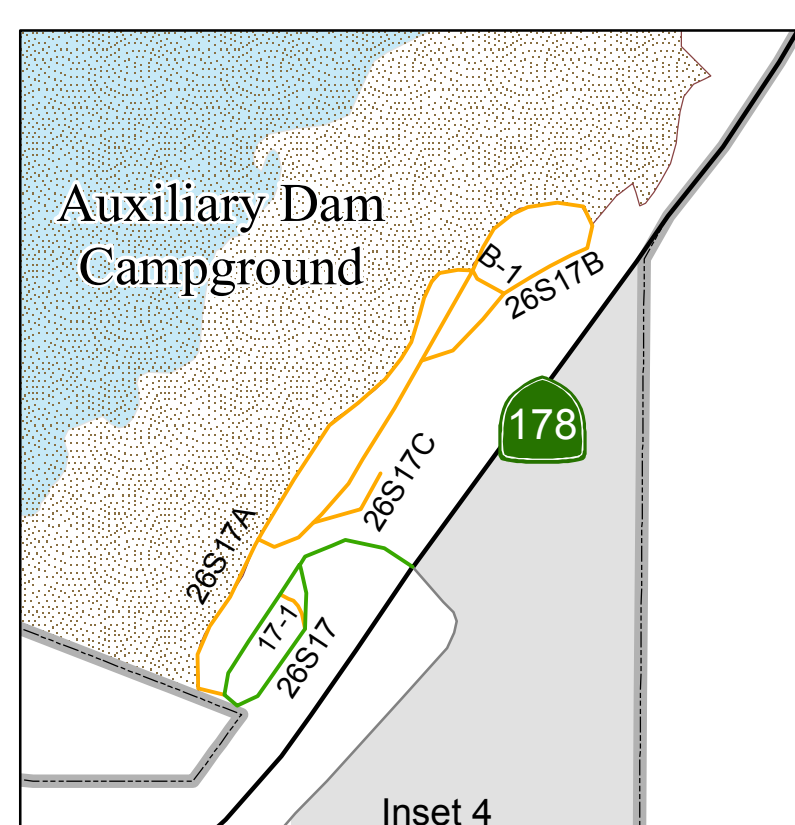 Auxiliary Dam
Campground
B-1
26S17B
178
26S17C
26S17A
17-1
26S17
Inset 4